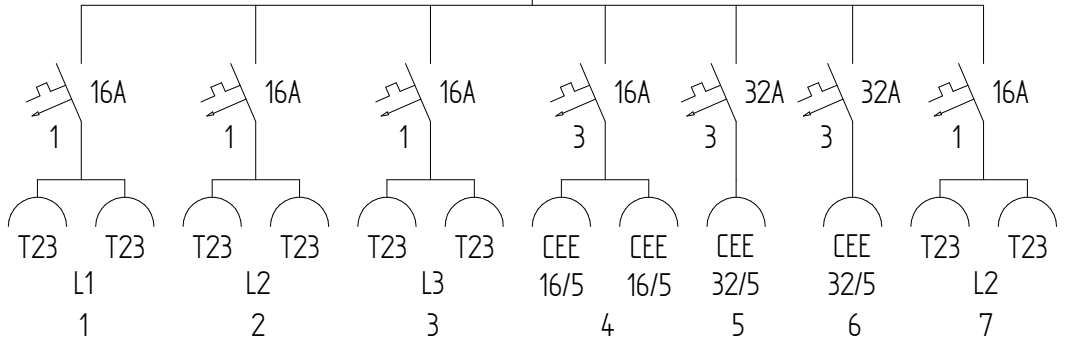 16A 16A 16A 16A 32A 32A 16A
1 1 1 3 3 3 1
T23 T23 T23 T23 T23 T23 CEE CEE CEE CEE T23 T23
L1 L2 L3 16/5 16/5 32/5 32/5 L2
1 2 3 4 5 6 7